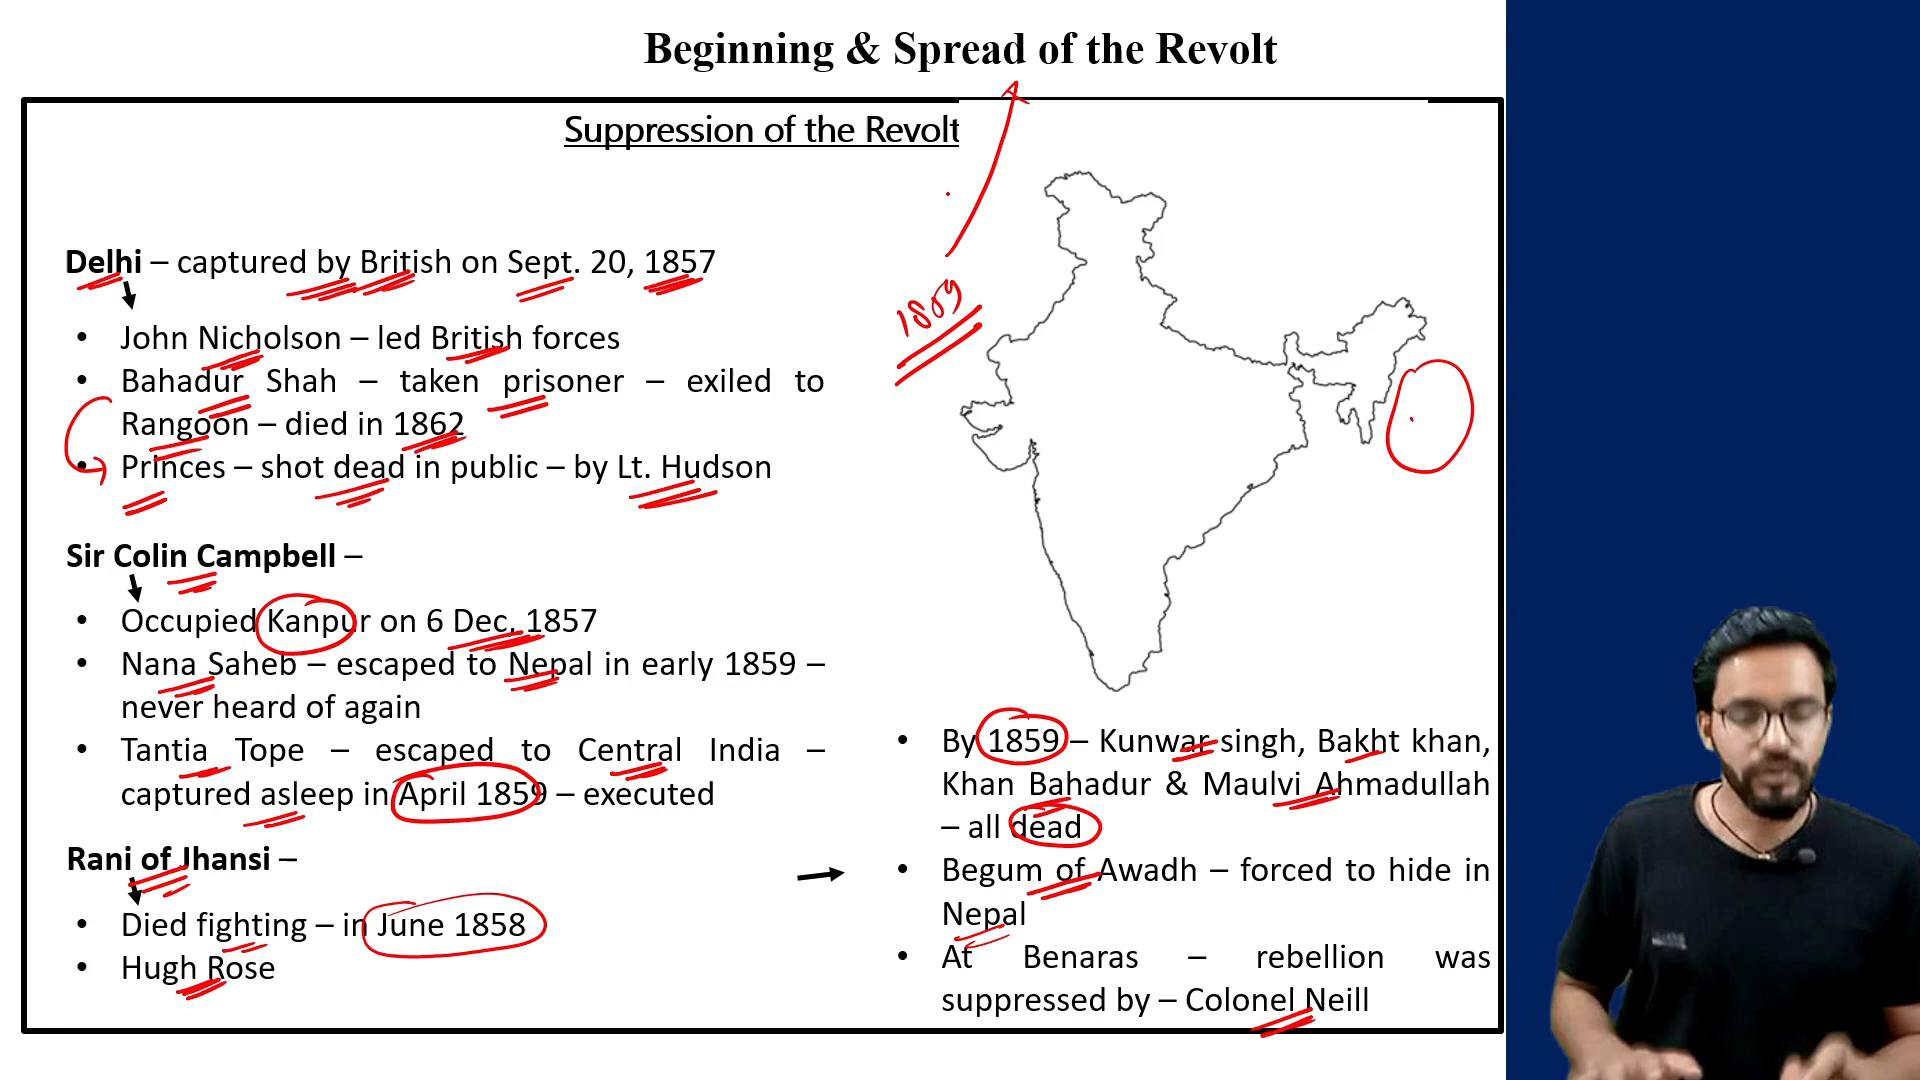 Beginning & Spread of the Revolt
Suppression of the Revolt
Delhi – captured by British on Sept. 20, 1857
• John Nicholson – led British forces
• Bahadur Shah – taken prisoner – exiled to
Rangoon – died in 1862
• Princes – shot dead in public – by Lt. Hudson
Sir Colin Campbell –
• Occupied Kanpur on 6 Dec. 1857
• Nana Saheb – escaped to Nepal in early 1859 –
never heard of again
• Tantia Tope – escaped to Central India –
captured asleep in April 1859 – executed
Rani of Jhansi –
• Died fighting – in June 1858
• Hugh Rose
1859
• By 1859 – Kunwar singh, Bakht khan,
Khan Bahadur & Maulvi Ahmadullah
– all dead
• Begum of Awadh – forced to hide in
Nepal
• At Benaras – rebellion was
suppressed by – Colonel Neill